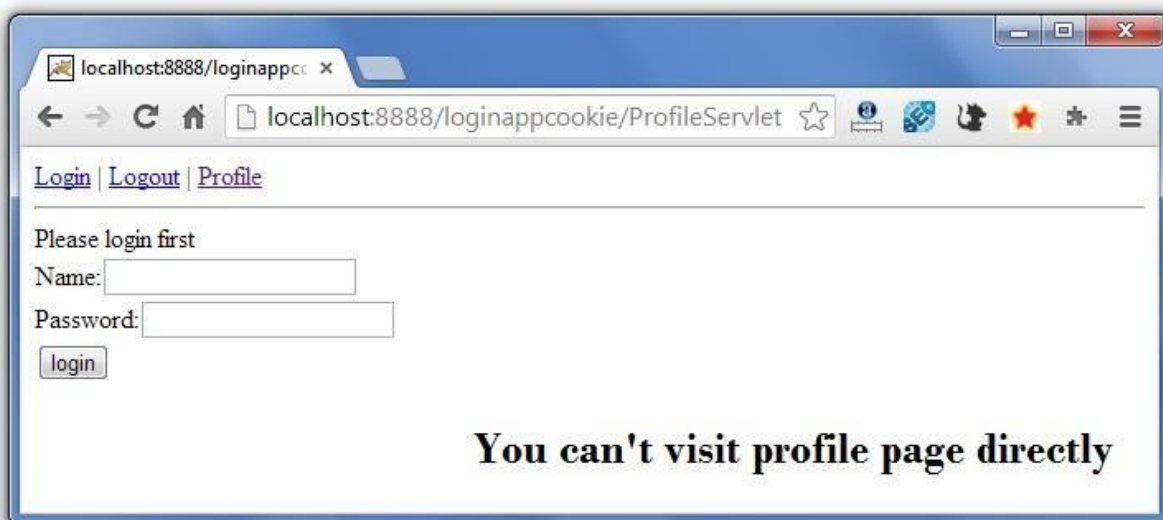 localhost:8888/loginappcc
localhost:8888/loginappcookie/ProfileServlet
Login | Logout | Profile
Please login first
Name:
Password:
login
You can't visit profile page directly